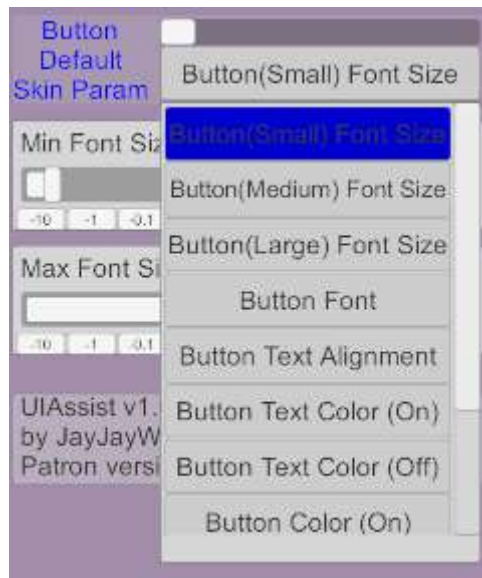 Button
Default
Skin Param
Button(Small) Font Size
Button(Small) Font Size
Min Font Siz
Button(Medium) Font Size
-10 -1 -0.1
Button(Large) Font Size
Max Font Si
Button Font
-10 -1 -0.1
Button Text Alignment
UIAssist v1.
Button Text Color (On)
by JayJayW
Patron versi
Button Text Color (Off)
Button Color (On)